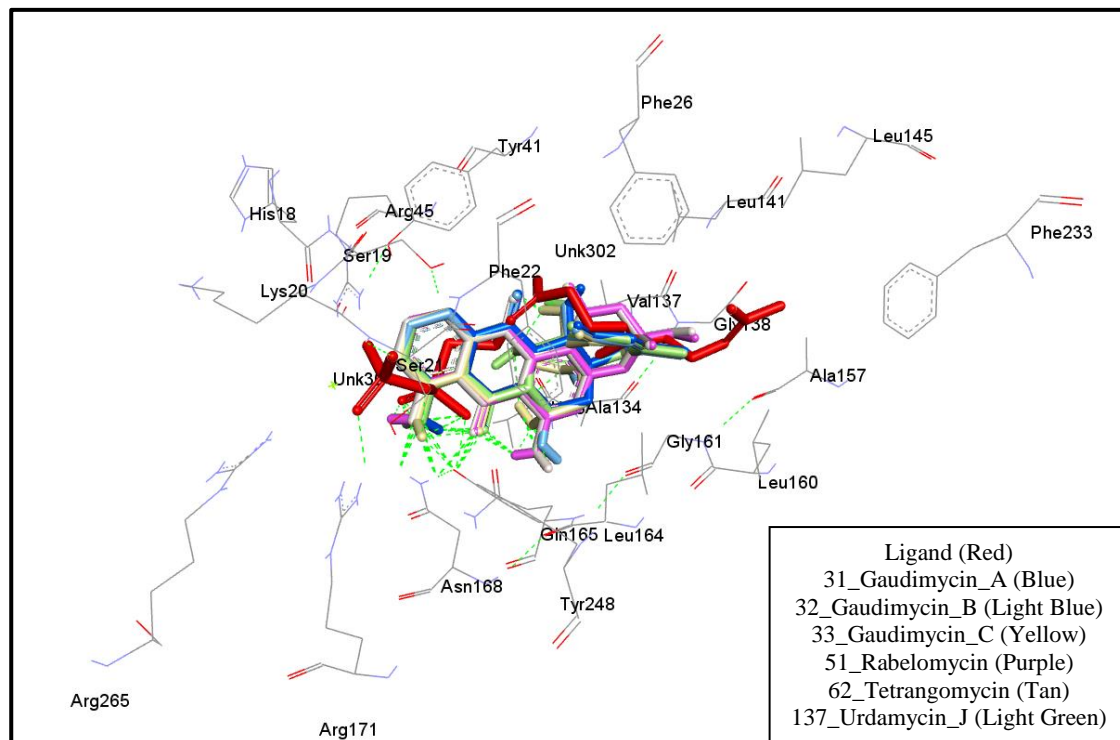 Phe26
Leu145
Tyr41
Arg45
His18
Leu141
Phe233
Ser19
Unk302
Phe22
Lys20
Val137
Gly138
Ser21
Unk30
Ala157
Ala134
Gly161
Leu160
Gln165
Leu164
Asn168
Tyr248
Arg265
Arg171
Ligand (Red)
31_Gaudimycin_A (Blue)
32_Gaudimycin_B (Light Blue)
33_Gaudimycin_C (Yellow)
51_Rabelomycin (Purple)
62_Tetrangomycin (Tan)
137_Urdamycin_J (Light Green)